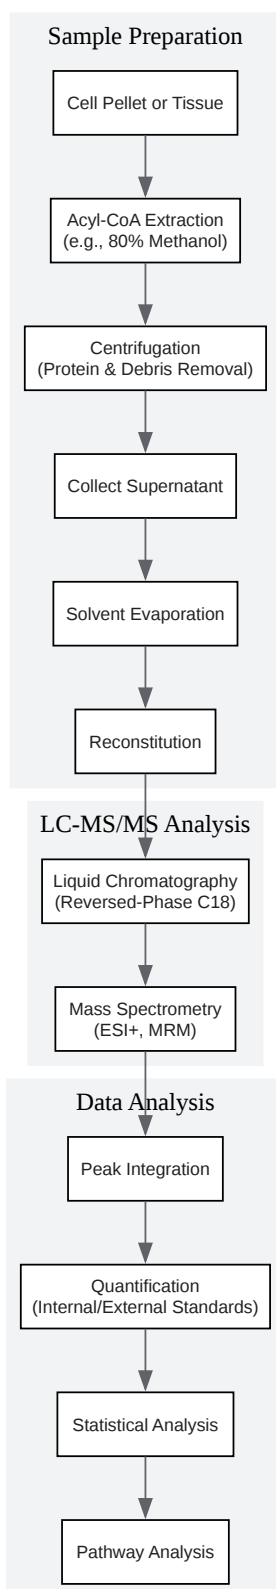 Sample Preparation
Cell Pellet or Tissue
Acyl-CoA Extraction
(e.g., 80% Methanol)
Centrifugation
(Protein & Debris Removal)
Collect Supernatant
Solvent Evaporation
Reconstitution
LC-MS/MS Analysis
Liquid Chromatography
(Reversed-Phase C18)
Mass Spectrometry
(ESI+, MRM)
Data Analysis
Peak Integration
Quantification
(Internal/External Standards)
Statistical Analysis
Pathway Analysis